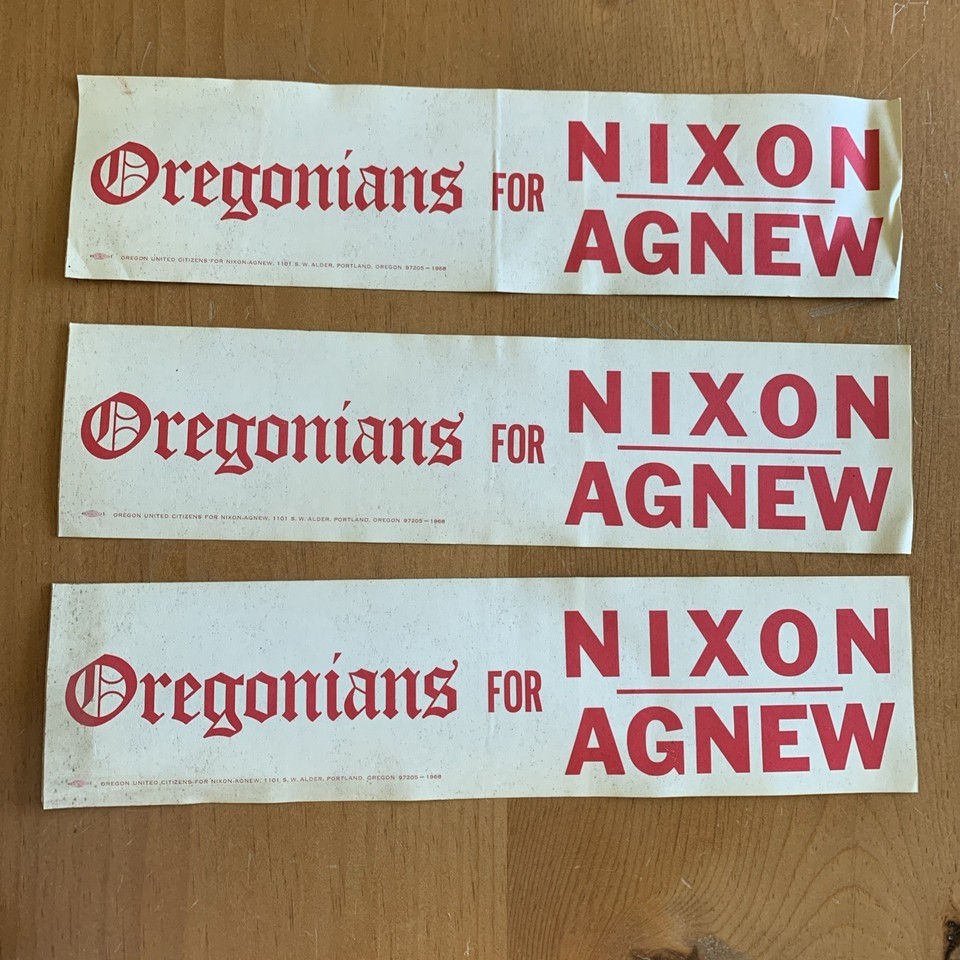 Oregonians FOR NIXON
AGNEW
OREGON UNITED CITIZENS FOR NIXON-AGNEW, 1101 S. W. ALDER, PORTLAND, OREGON 97205-1968
Oregonians FOR NIXON
AGNEW
OREGON UNITED CITIZENS FOR NIXON-AGNEW, 1101 S. W. ALDER, PORTLAND, OREGON 97205-1968
Oregonians FOR NIXON
AGNEW
OREGON UNITED CITIZENS FOR NIXON-AGNEW, 1101 S. W. ALDER, PORTLAND, OREGON 97205-1968